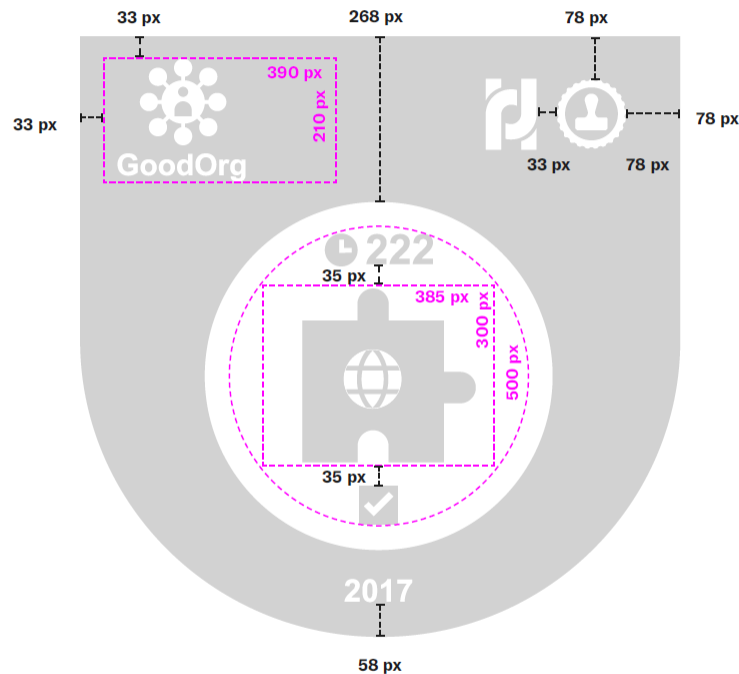 33 px
268 px
78 px
390 px
210 px
33 px
78 px
GoodOrg
33 px
78 px
222
35 px
385 px
300 px
500 px
35 px
2017
58 px